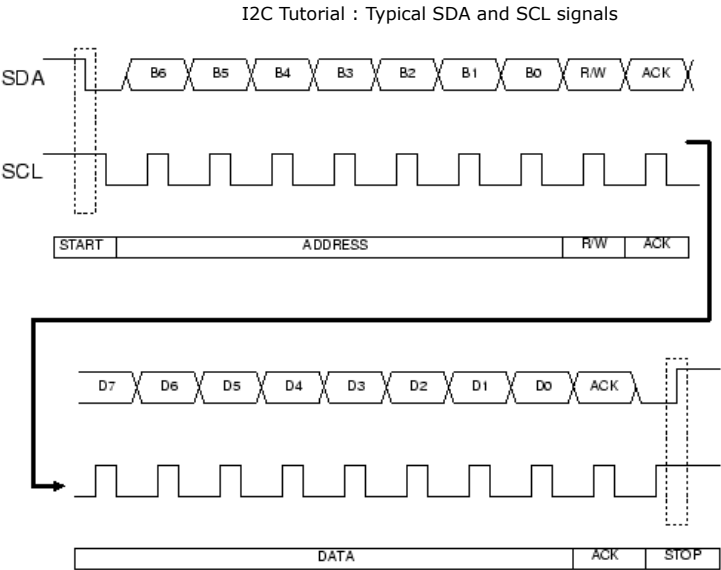 I2C Tutorial : Typical SDA and SCL signals
SDA B6 B5 B4 B3 B2 B1 B0 R/W ACK
SCL
START ADDRESS R/W ACK
D7 D6 D5 D4 D3 D2 D1 D0 ACK
DATA ACK STOP